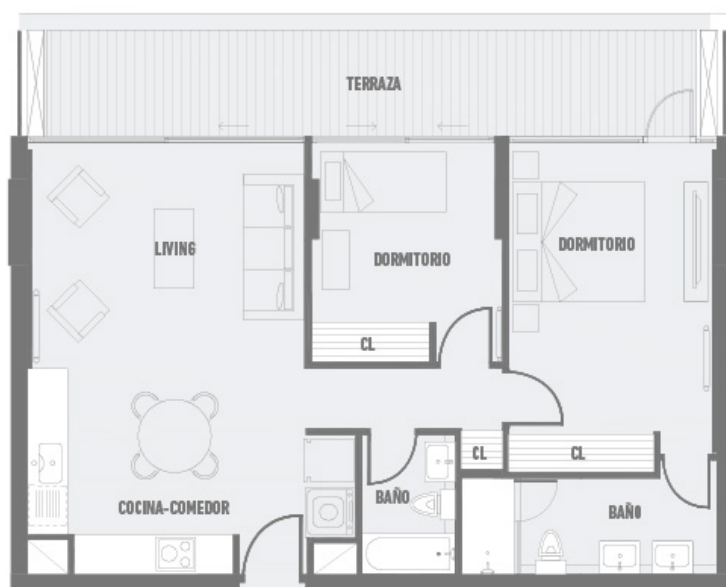 TERRAZA
LIVING
DORMITORIO
DORMITORIO
CL
COCINA-COMEDOR
BAÑO
CL
CL
BAÑO